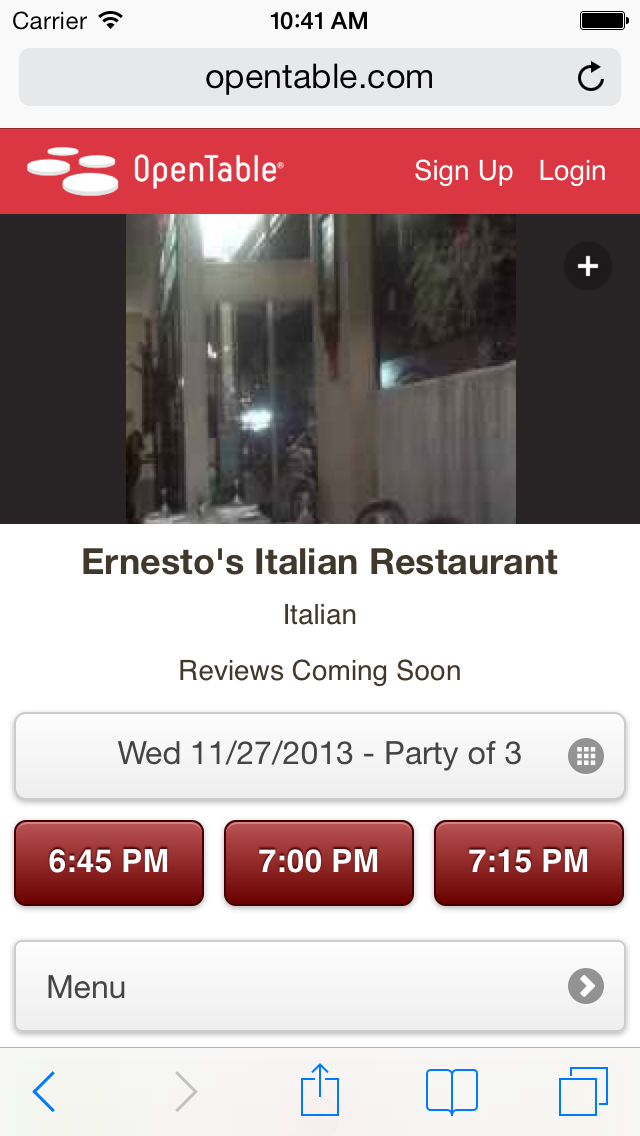 Carrier 10:41 AM
opentable.com
OpenTable® Sign Up Login
Ernesto's Italian Restaurant
Italian
Reviews Coming Soon
Wed 11/27/2013 - Party of 3
6:45 PM 7:00 PM 7:15 PM
Menu